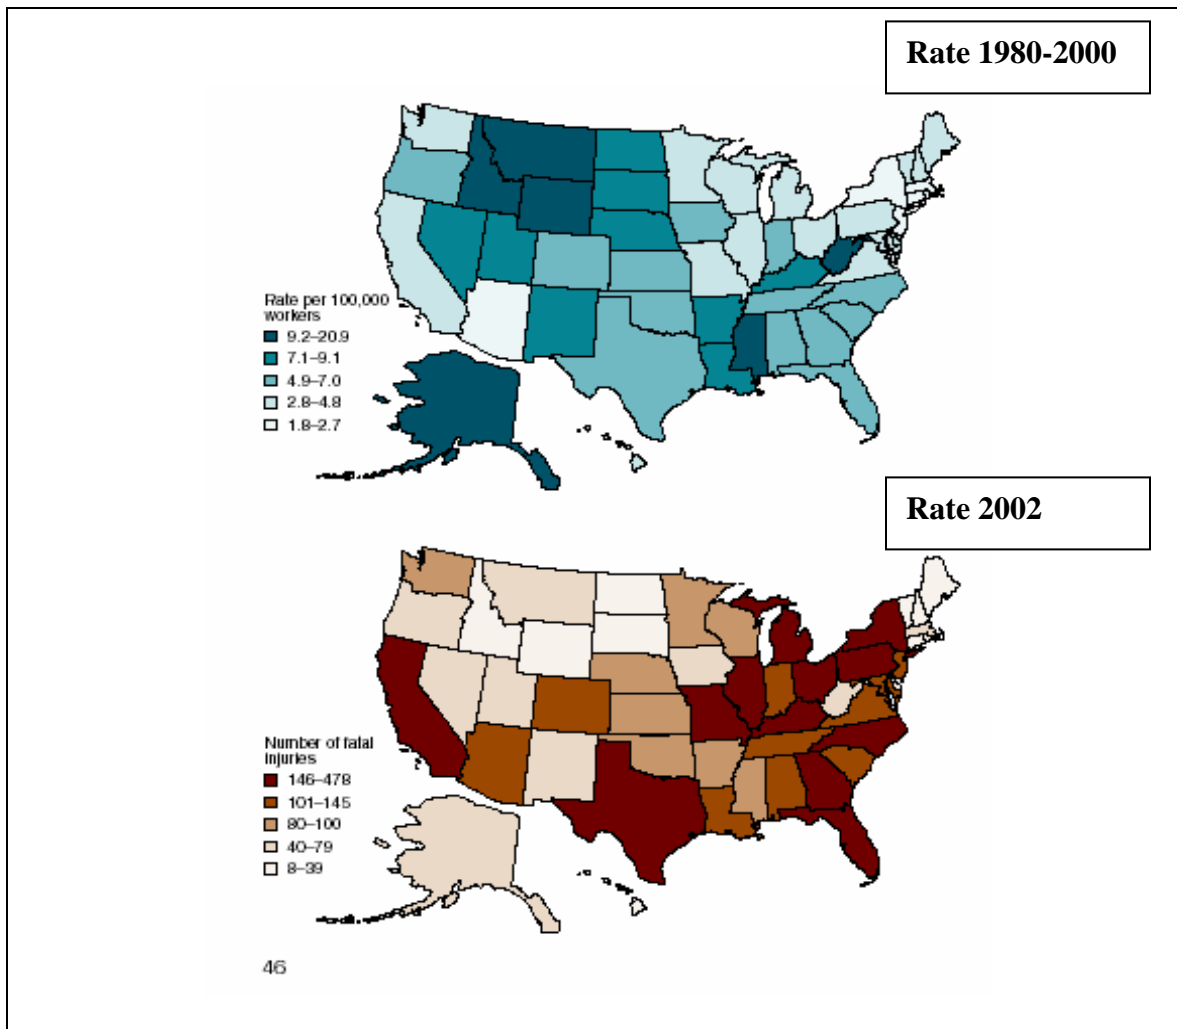 Rate 1980-2000
Rate per 100,000
workers
9.2–20.9
7.1–9.1
4.9–7.0
2.8–4.8
1.8–2.7
Rate 2002
Number of fatal
injuries
146–478
101–145
80–100
40–79
8–39
46